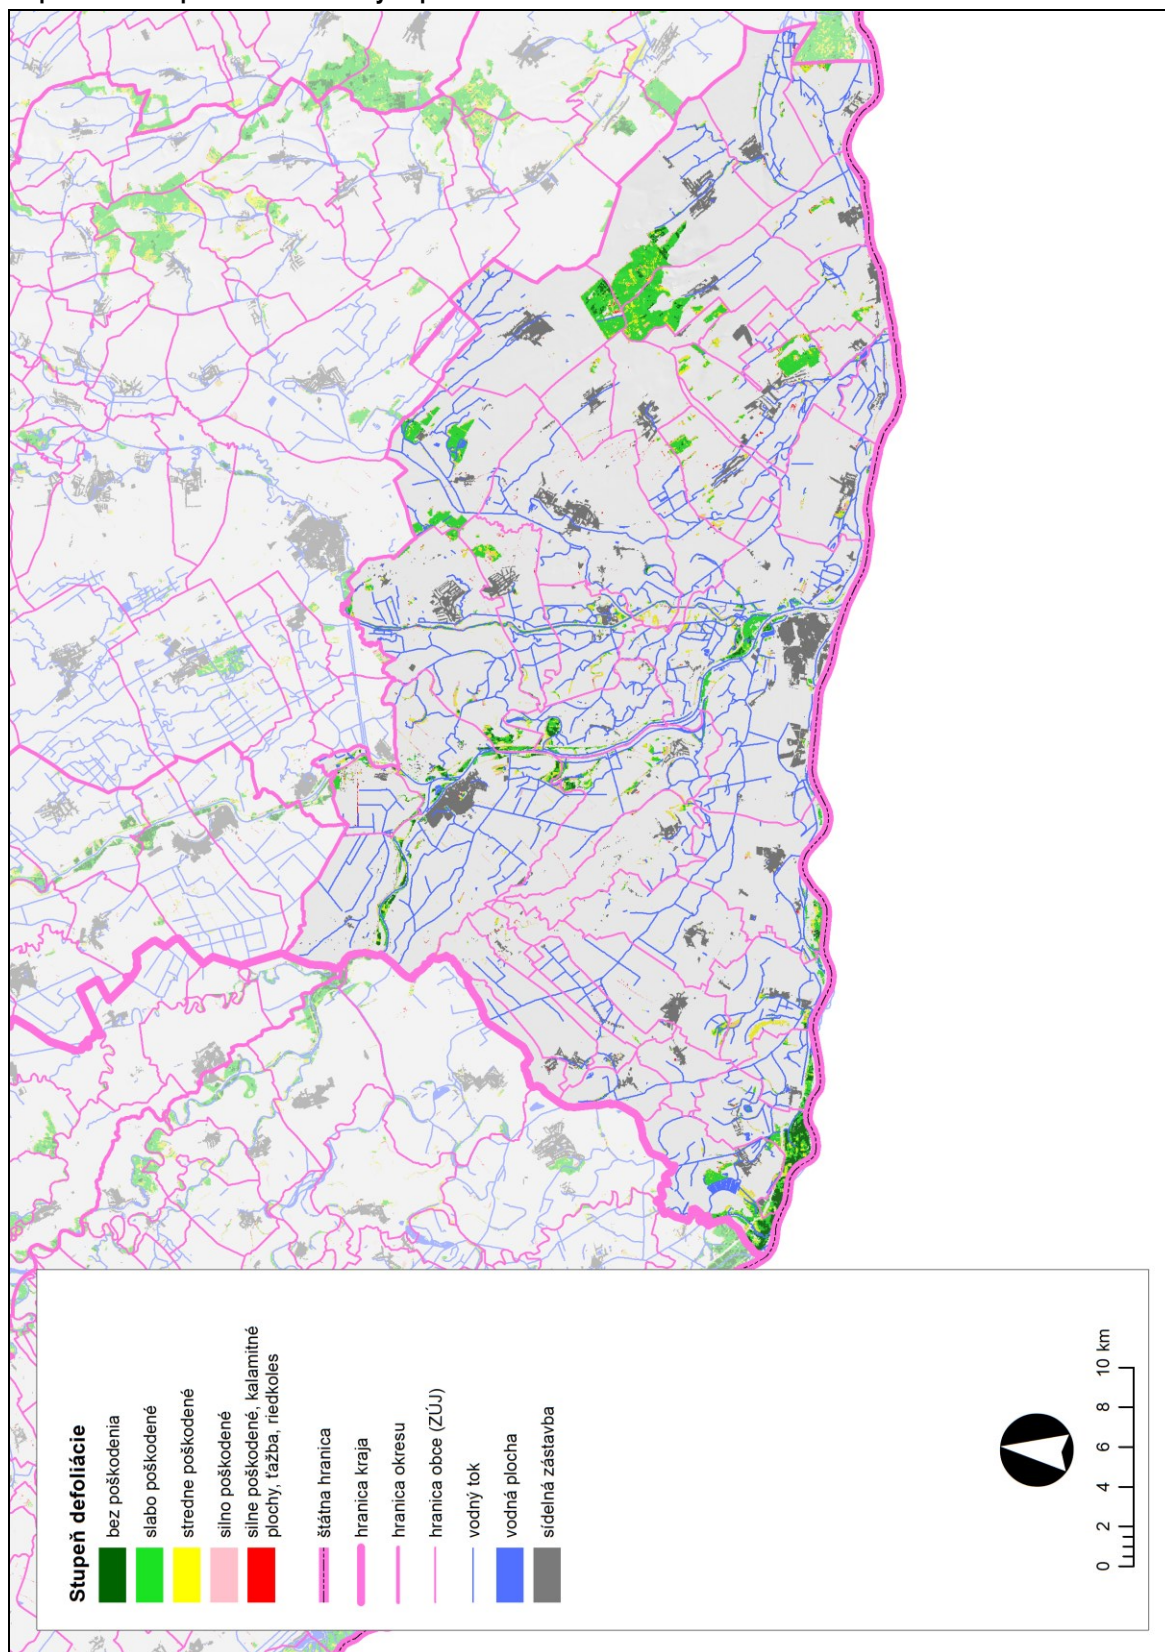 Stupeň defoliácie
bez poškodenia
slabo poškodené
stredne poškodené
silno poškodené
silne poškodené, kalamitné
plochy, ťažba, riedkoles
štátna hranica
hranica kraja
hranica okresu
hranica obce (ZÚJ)
vodný tok
vodná plocha
sídelná zástavba
0 2 4 6 8 10 km